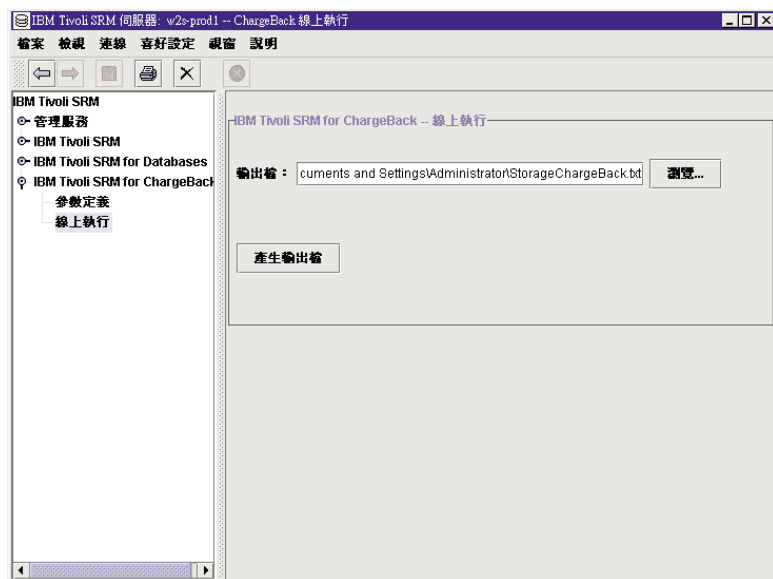 IBM Tivoli SRM 伺服器: w2s-prod1 -- ChargeBack 線上執行
檔案 檢視 連線 喜好設定 視窗 說明
IBM Tivoli SRM
管理服務
IBM Tivoli SRM
IBM Tivoli SRM for Databases
IBM Tivoli SRM for ChargeBack
參數定義
線上執行
IBM Tivoli SRM for ChargeBack -- 線上執行
輸出檔： cuments and Settings\Administrator\StorageChargeBack.txt 瀏覽...
產生輸出檔